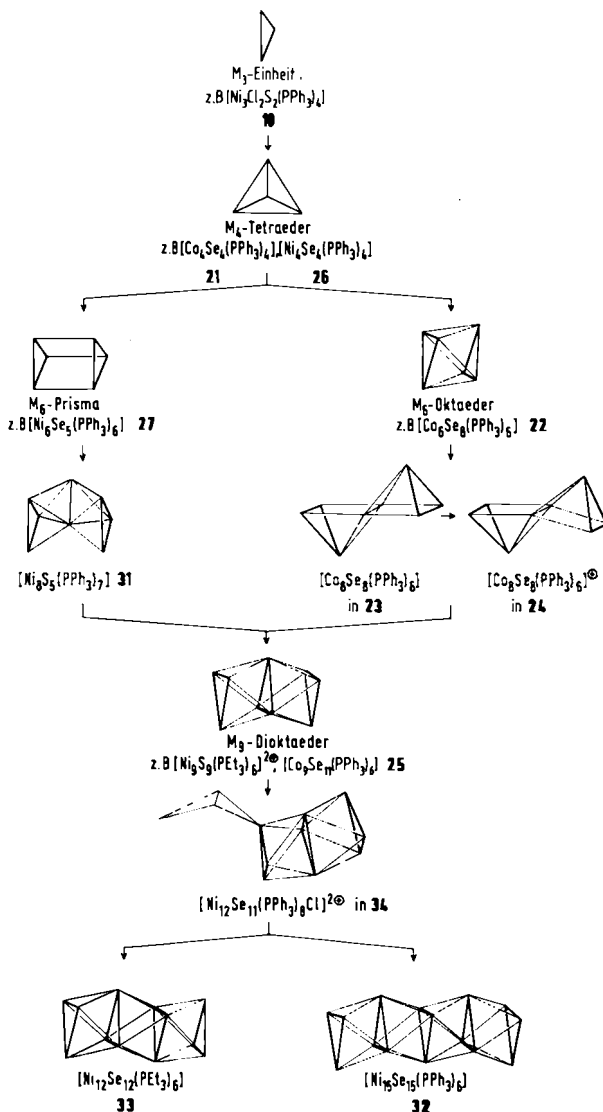 M₃-Einheit.
z.B[Ni₃Cl₂S₂(PPh₃)₄]
19
M₄-Tetraeder
z.B[Co₄Se₄(PPh₃)₄],[Ni₄Se₄(PPh₃)₄]
21 26
M₆-Prisma
z.B[Ni₆Se₅(PPh₃)₆] 27
M₆-Oktaeder
z.B[Co₆Se₈(PPh₃)₆] 22
[Ni₈S₅(PPh₃)₇] 31
[Co₈Se₈(PPh₃)₆]
in 23
[Co₈Se₈(PPh₃)₆]⊕
in 24
M₉-Dioktaeder
z.B[Ni₉S₉(PEt₃)₆]²⊕, [Co₉Se₁₁(PPh₃)₆] 25
[Ni₁₂Se₁₁(PPh₃)₈Cl]²⊕ in 34
[Ni₁₂Se₁₂(PEt₃)₆]
33
[Ni₁₅Se₁₅(PPh₃)₆]
32